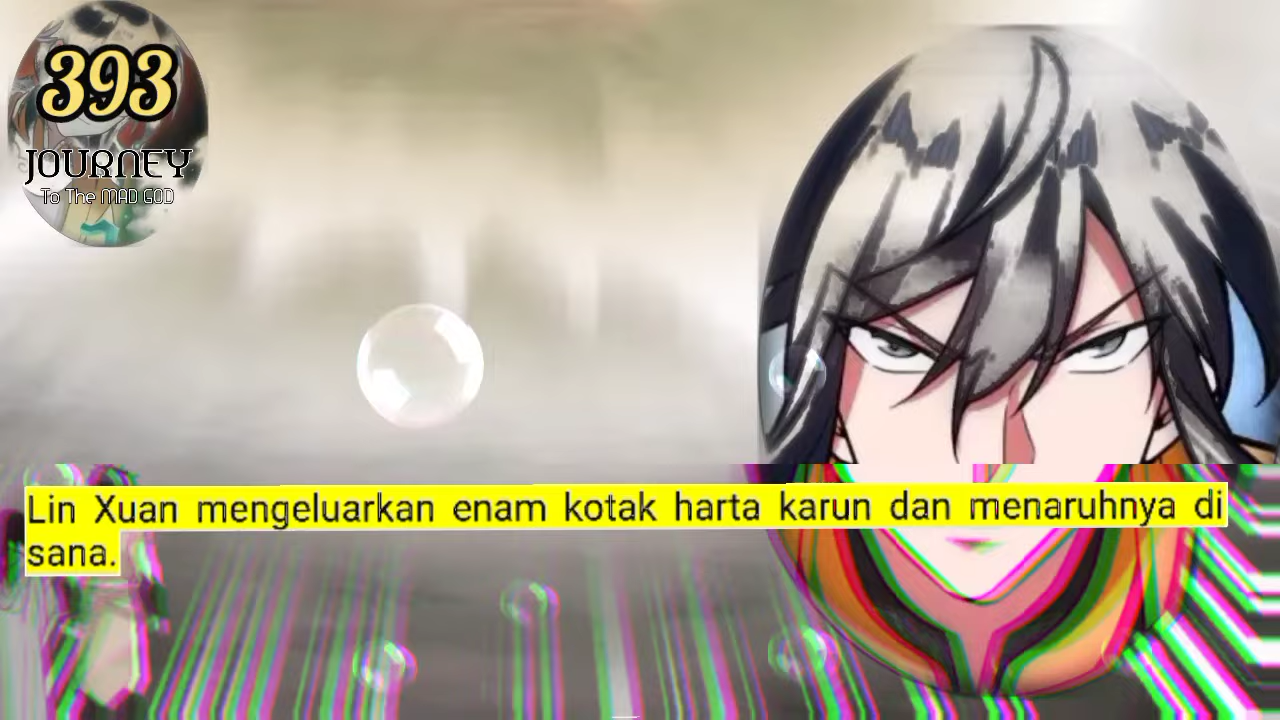 393
JOURNEY
To The MAD GOD
Lin Xuan mengeluarkan enam kotak harta karun dan menaruhnya di
sana.